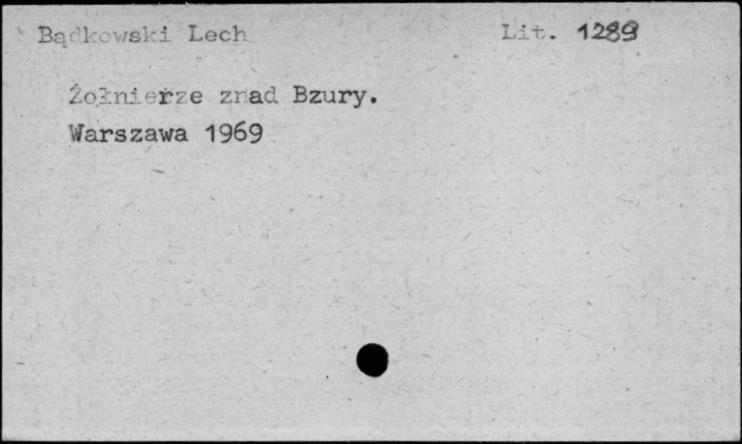 Bądkowski Lech Lit. 1289
Żołnierze znad Bzury.
Warszawa 1969